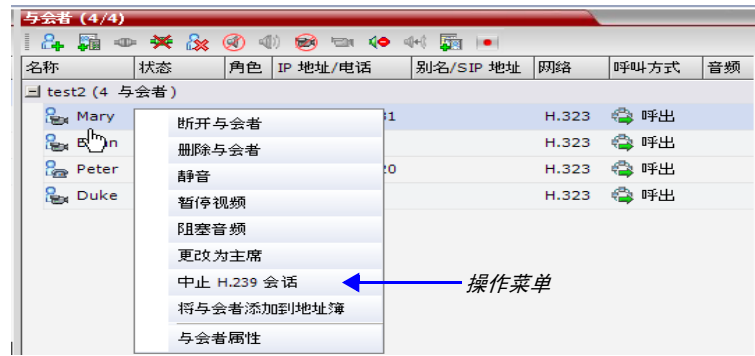 与会者 (4/4)
名称 状态 角色 IP 地址/电话 别名/SIP 地址 网络 呼叫方式 音频
test2 (4 与会者)
Mary 31 H.323 呼出
H.323 呼出
Peter 20 H.323 呼出
Duke H.323 呼出
断开与会者
删除与会者
静音
暂停视频
阻塞音频
更改为主席
中止 H.239 会话
将与会者添加到地址簿
与会者属性
操作菜单